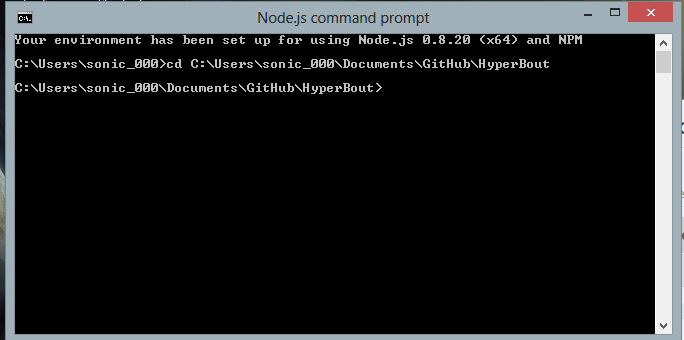 Node.js command prompt
Your environment has been set up for using Node.js 0.8.20 (x64) and NPM
C:\Users\sonic_000>cd C:\Users\sonic_000\Documents\GitHub\HyperBout
C:\Users\sonic_000\Documents\GitHub\HyperBout>